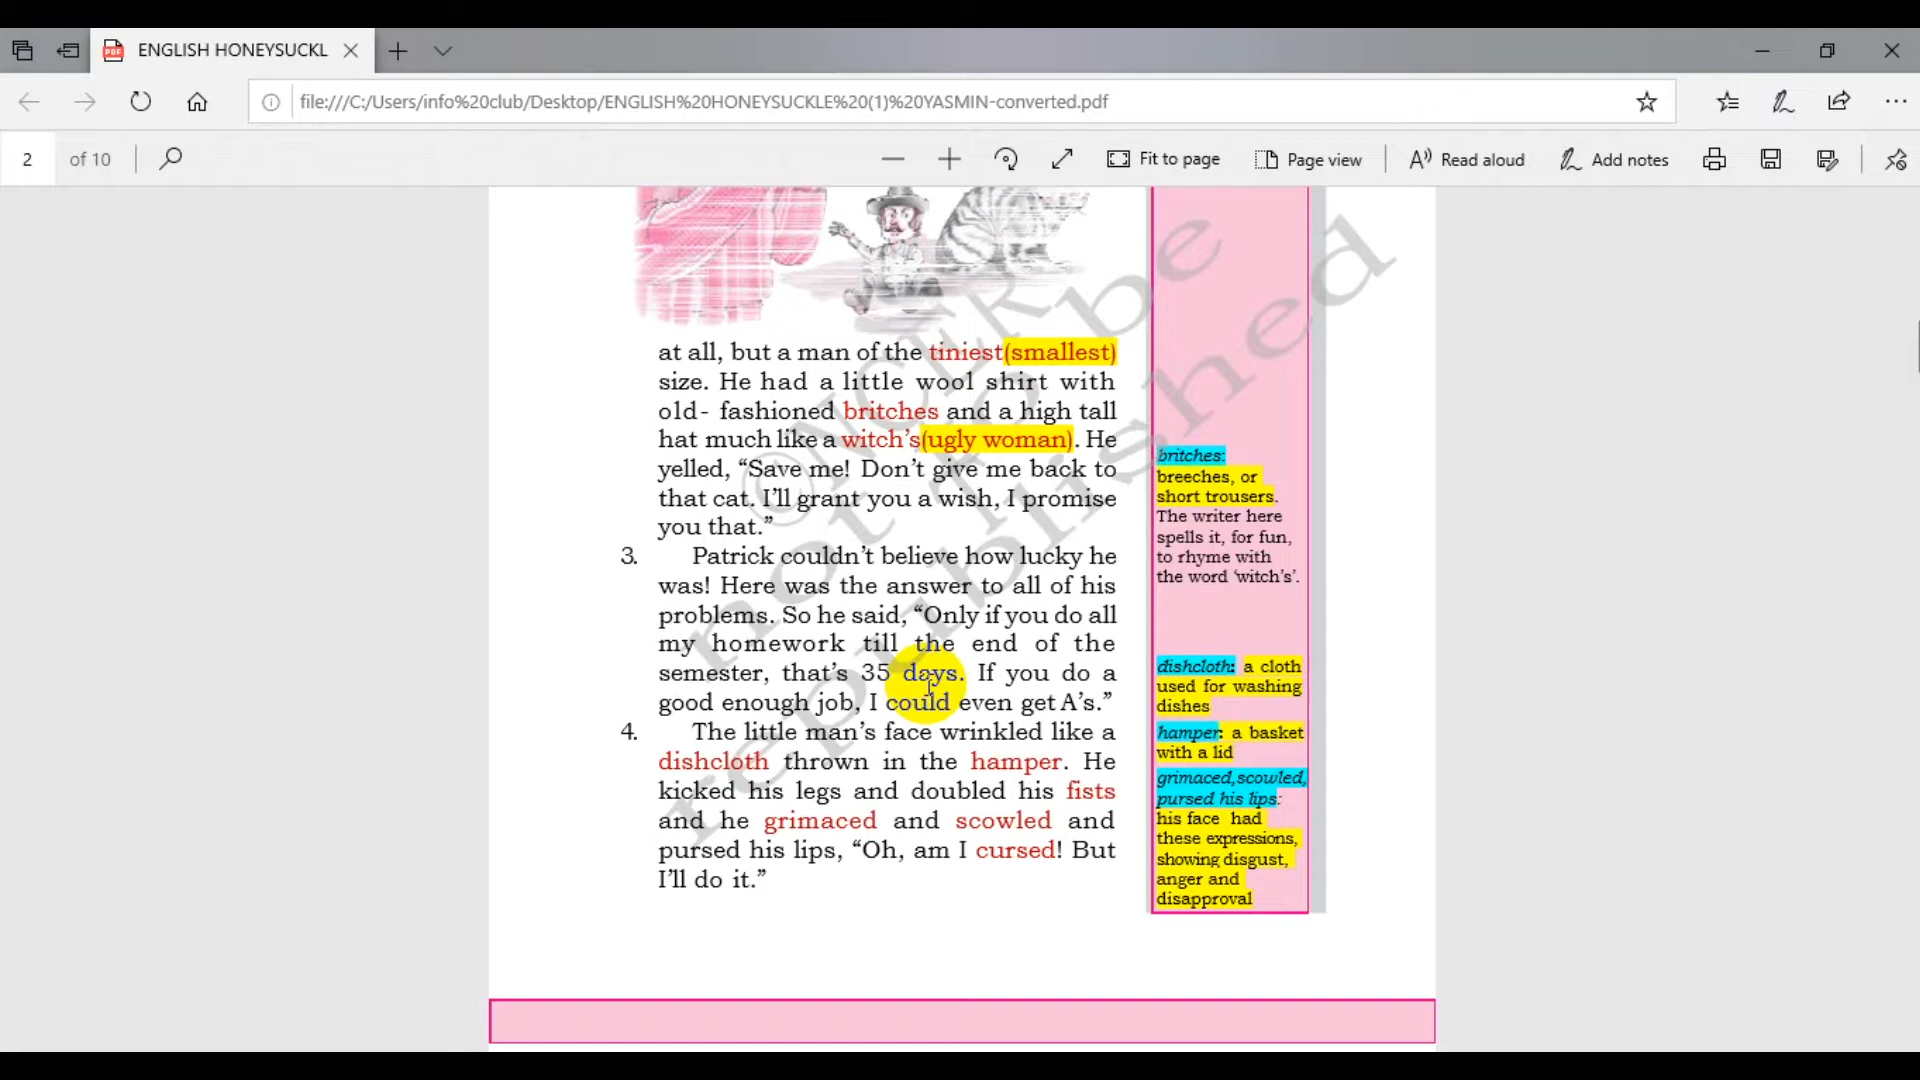 ENGLISH HONEYSUCKL
file:///C:/Users/info%20club/Desktop/ENGLISH%20HONEYSUCKLE%20(1)%20YASMIN-converted.pdf
2 of 10 Fit to page Page view Read aloud Add notes
at all, but a man of the tiniest(smallest)
size. He had a little wool shirt with
old- fashioned britches and a high tall
hat much like a witch’s(ugly woman). He
yelled, “Save me! Don’t give me back to
that cat. I’ll grant you a wish, I promise
you that.”
3. Patrick couldn’t believe how lucky he
was! Here was the answer to all of his
problems. So he said, “Only if you do all
my homework till the end of the
semester, that’s 35 days. If you do a
good enough job, I could even get A’s.”
4. The little man’s face wrinkled like a
dishcloth thrown in the hamper. He
kicked his legs and doubled his fists
and he grimaced and scowled and
pursed his lips, “Oh, am I cursed! But
I’ll do it.”
britches:
breeches, or
short trousers.
The writer here
spells it, for fun,
to rhyme with
the word ‘witch’s’.
dishcloth: a cloth
used for washing
dishes
hamper: a basket
with a lid
grimaced, scowled,
pursed his lips:
his face had
these expressions,
showing disgust,
anger and
disapproval
©NCERT
not to be
republished